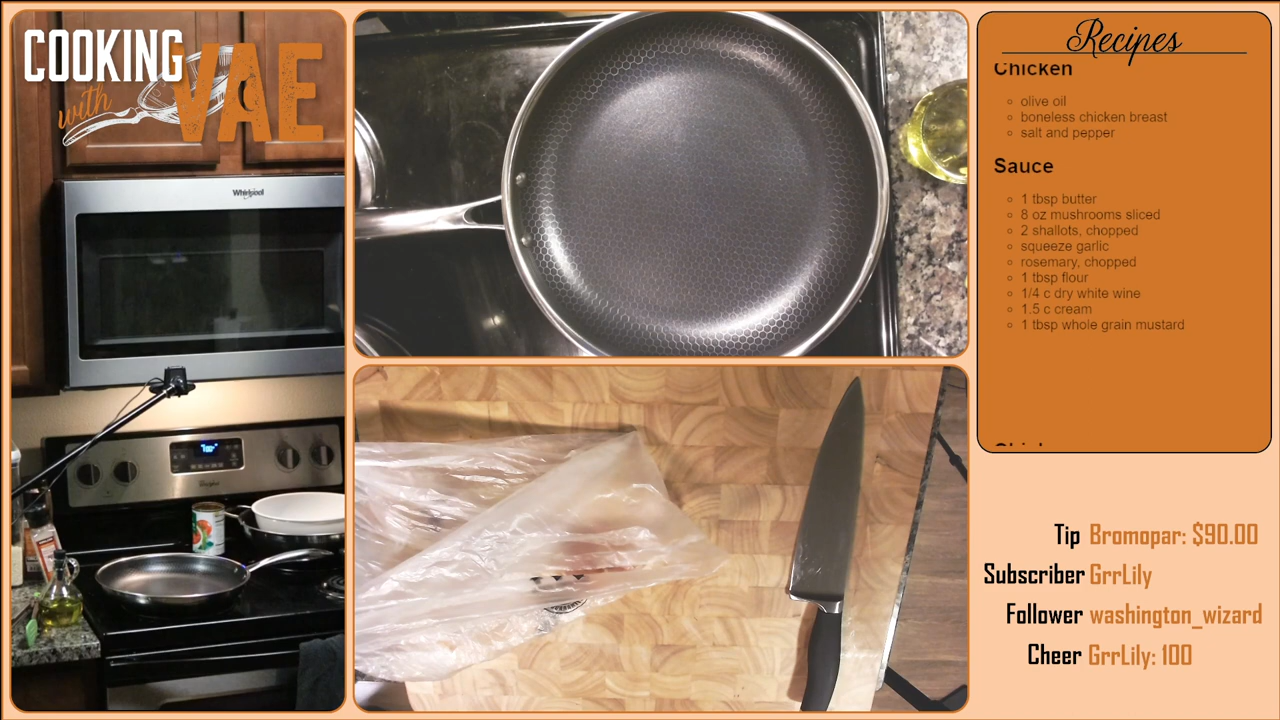 COOKING
with
VAE
Whirlpool
Recipes
Chicken
olive oil
boneless chicken breast
salt and pepper
Sauce
1 tbsp butter
8 oz mushrooms sliced
2 shallots, chopped
squeeze garlic
rosemary, chopped
1 tbsp flour
1/4 c dry white wine
1.5 c cream
1 tbsp whole grain mustard
Tip Bromopar: $90.00
Subscriber GrrLily
Follower washington_wizard
Cheer GrrLily: 100